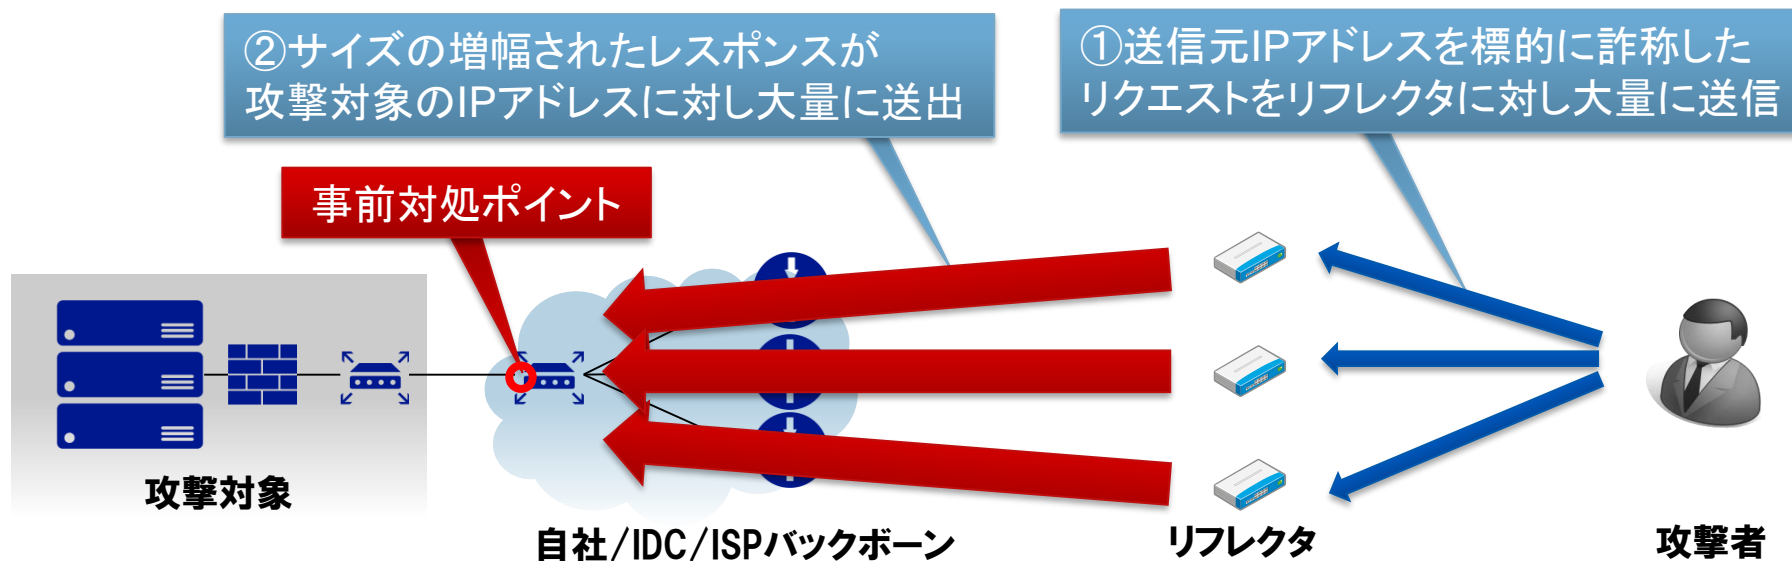 ②サイズの増幅されたレスポンスが
攻撃対象のIPアドレスに対し大量に送出
①送信元IPアドレスを標的に詐称した
リクエストをリフレクタに対し大量に送信
事前対処ポイント
攻撃対象
自社/IDC/ISPバックボーン
リフレクタ
攻撃者